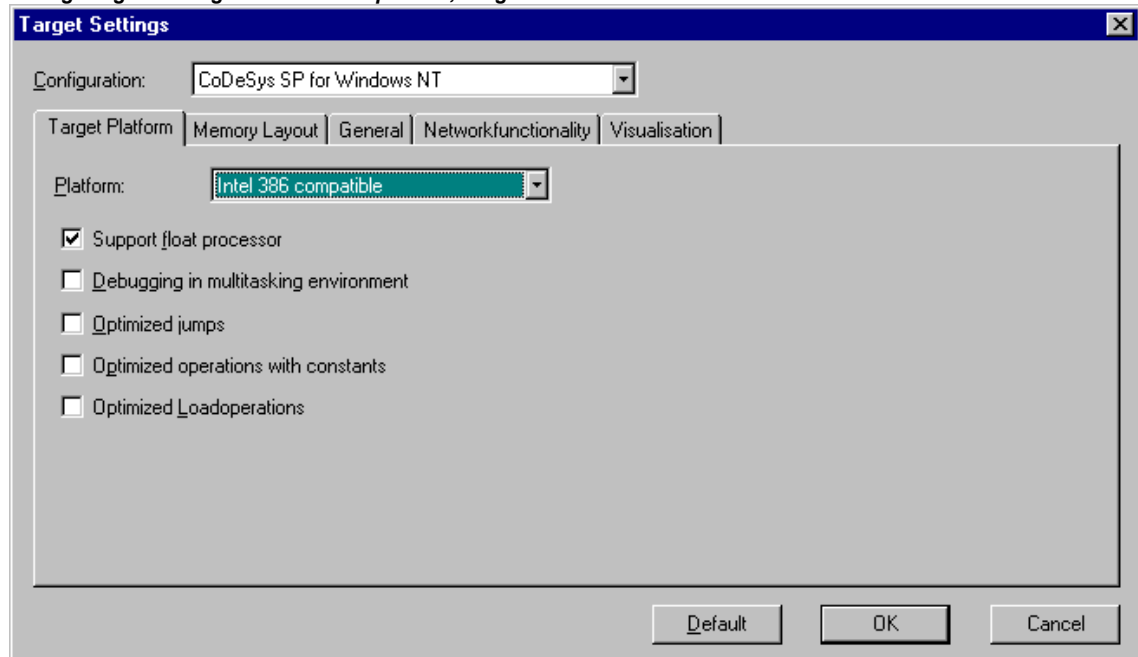 Target Settings
Configuration: CoDeSys SP for Windows NT
Target Platform Memory Layout General Networkfunctionality Visualisation
Platform: Intel 386 compatible
Support float processor
Debugging in multitasking environment
Optimized jumps
Optimized operations with constants
Optimized Loadoperations
Default OK Cancel